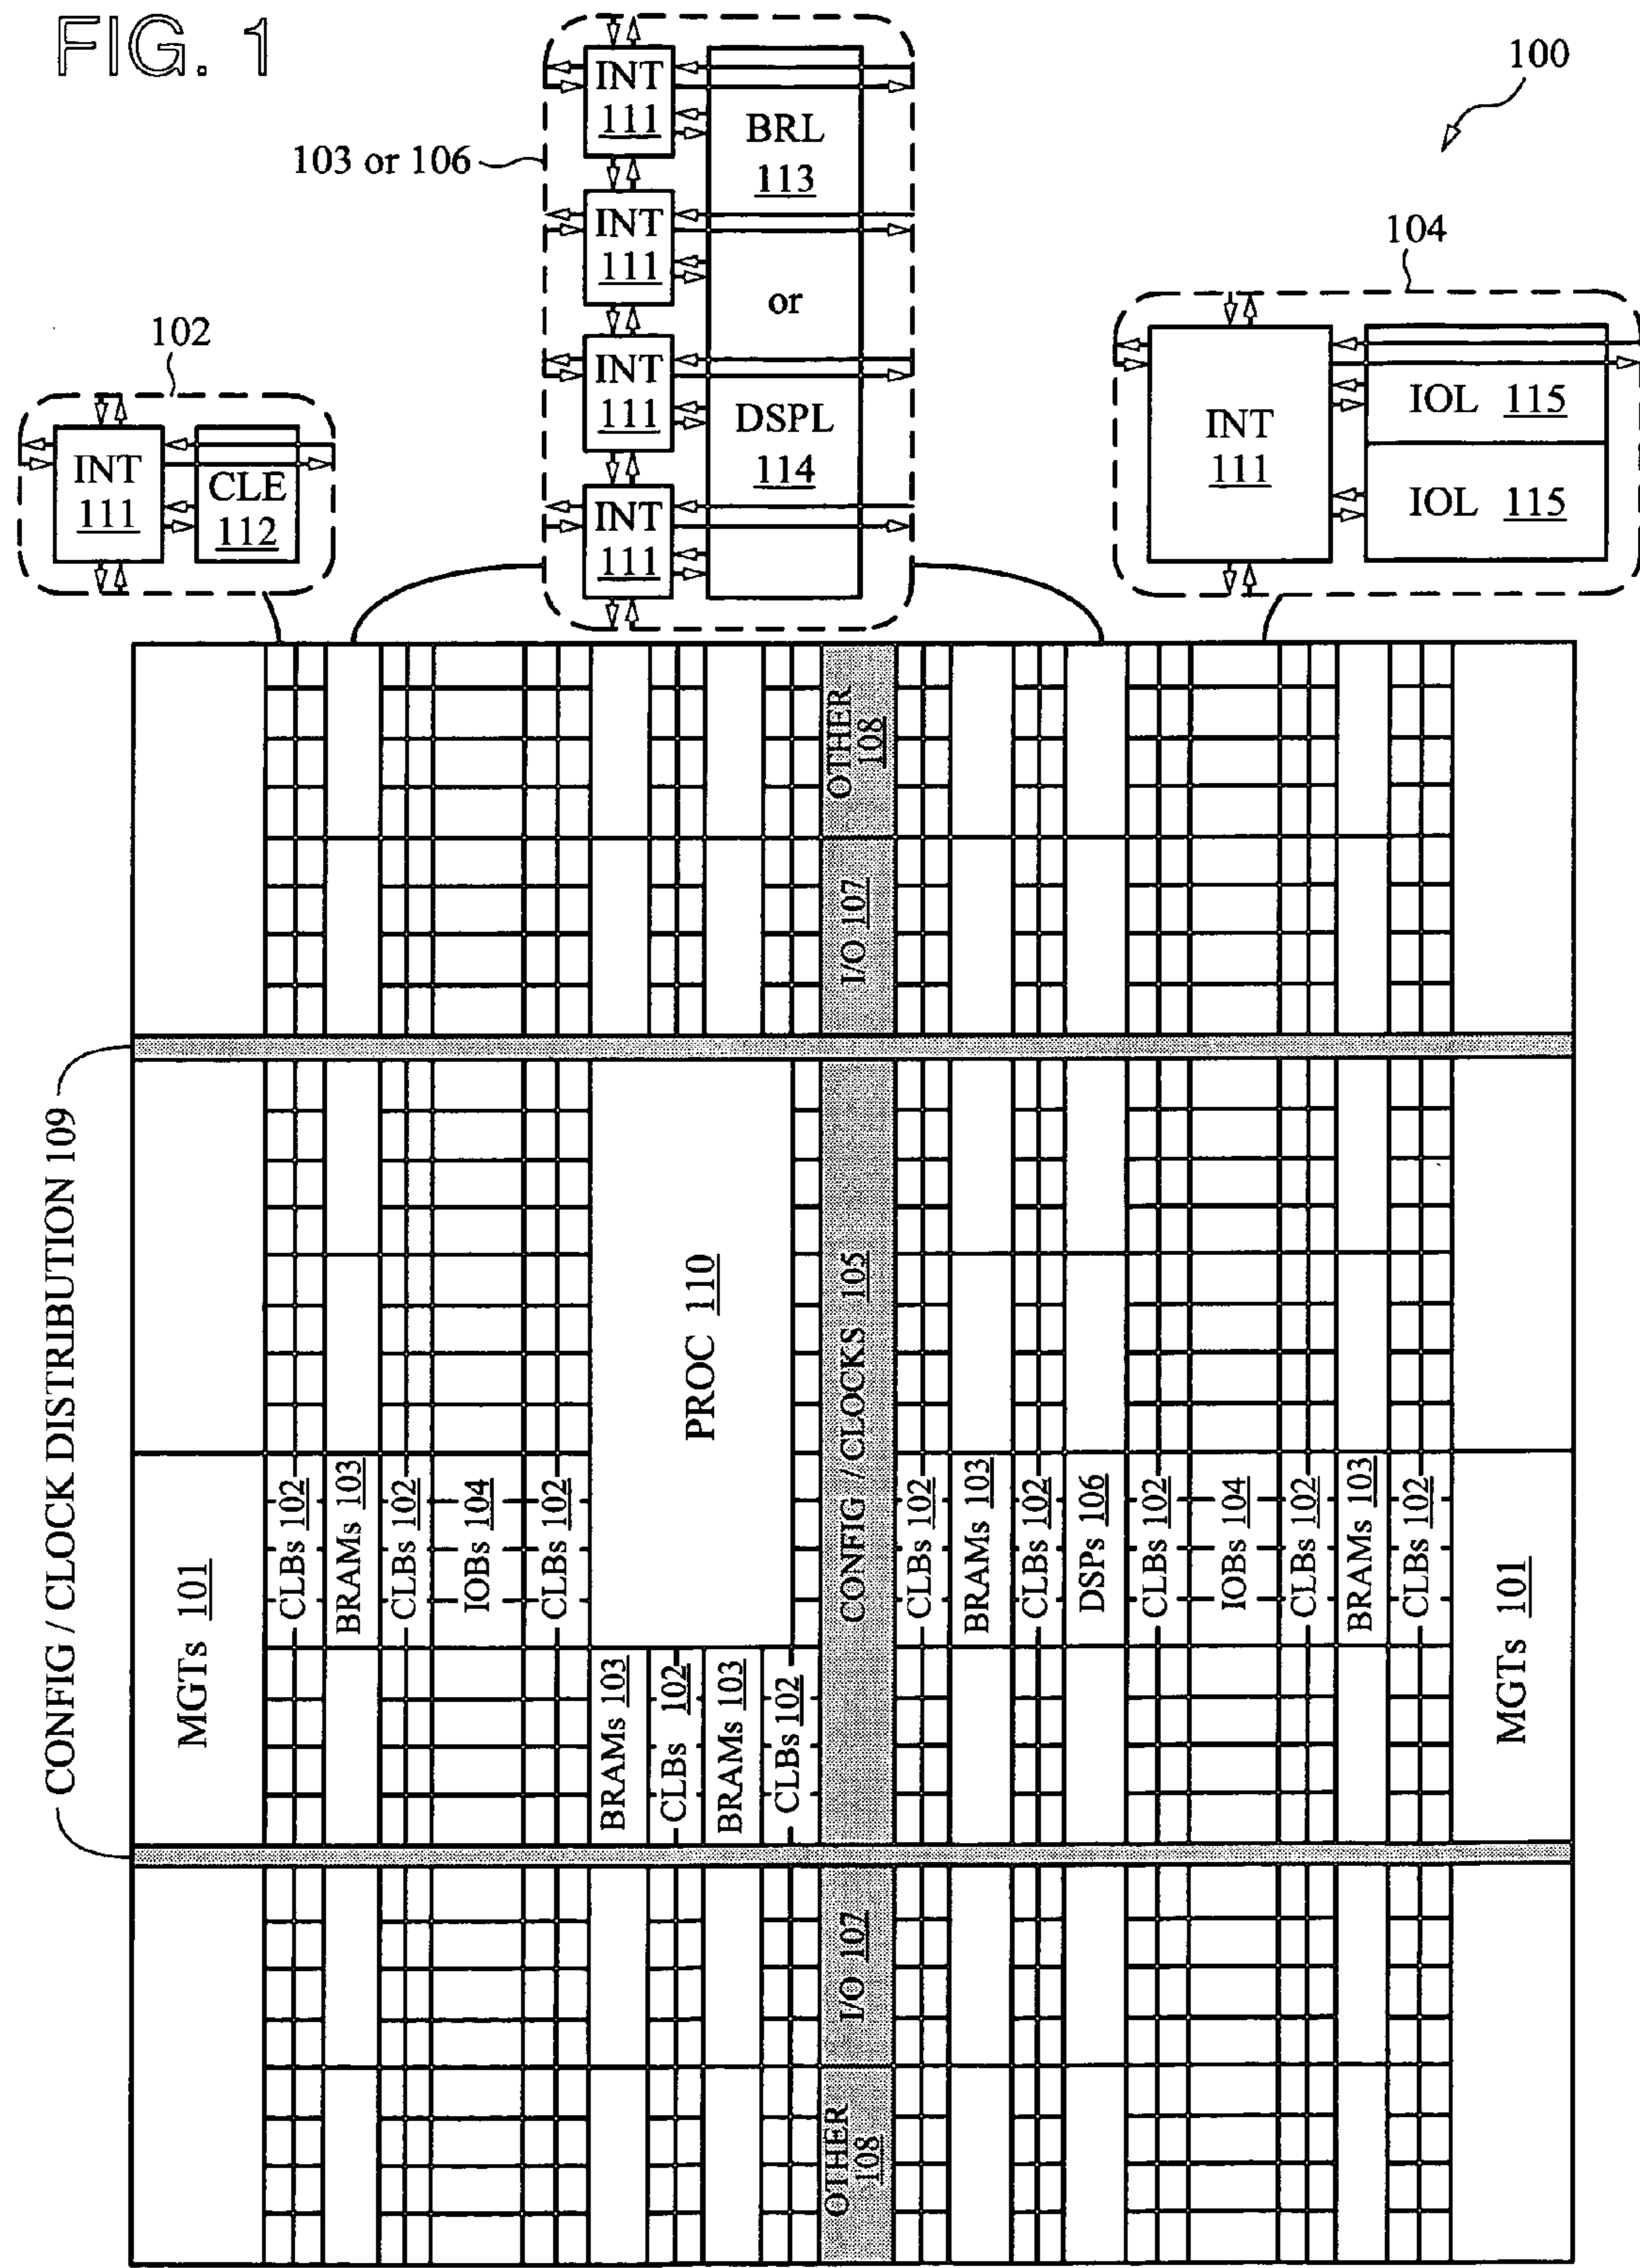 FIG. 1
100
103 or 106
INT
111
INT
111
INT
111
INT
111
BRL
113
or
DSPL
114
104
INT
111
IOL 115
IOL 115
102
INT
111
CLE
112
OTHER
108
I/O 107
CONFIG / CLOCK DISTRIBUTION 109
PROC 110
CONFIG / CLOCKS 105
MGTs 101
CLBs 102
BRAMs 103
CLBs 102
IOBs 104
CLBs 102
BRAMs 103
CLBs 102
BRAMs 103
CLBs 102
CLBs 102
BRAMs 103
CLBs 102
DSPs 106
CLBs 102
IOBs 104
CLBs 102
BRAMs 103
CLBs 102
MGTs 101
I/O 107
OTHER
108